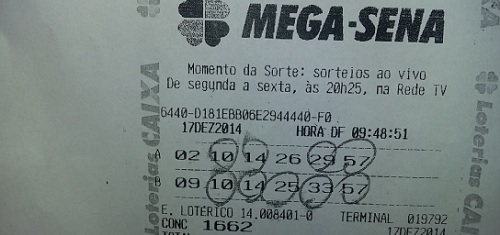 MEGA-SENA
Momento da Sorte: sorteios ao vivo
De segunda a sexta, às 20h25, na Rede TV
6440-D181EBB06E2944440-F0
17DEZ2014 HORA DF 09:48:51
A 02 10 14 26 29 57
B 09 10 14 25 33 57
E. LOTÉRICO 14.008401-0 TERMINAL 019792
CONC 1662 17DEZ2014
TOTAL
Loterias CAIXA
Loterias CAIXA